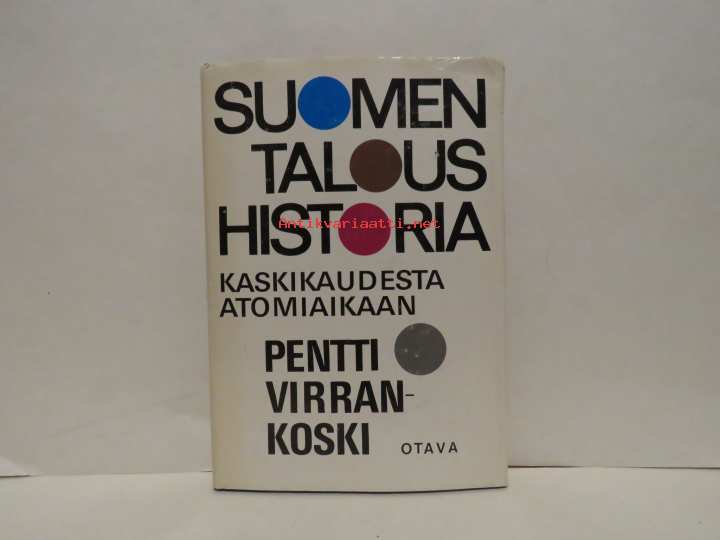 SUOMEN
TALOUS
HISTORIA
Antikvariaatti.net
KASKIKAUDESTA
ATOMIAIKAAN
PENTTI
VIRRAN-
KOSKI
OTAVA